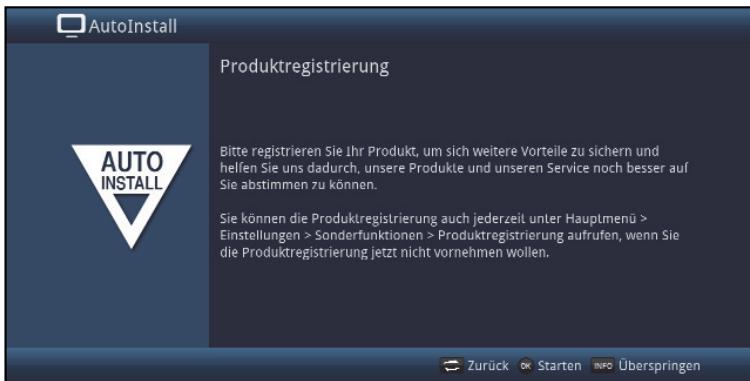 AutoInstall
Produktregistrierung
AUTO
INSTALL
Bitte registrieren Sie Ihr Produkt, um sich weitere Vorteile zu sichern und
helfen Sie uns dadurch, unsere Produkte und unseren Service noch besser auf
Sie abstimmen zu können.
Sie können die Produktregistrierung auch jederzeit unter Hauptmenü >
Einstellungen > Sonderfunktionen > Produktregistrierung aufrufen, wenn Sie
die Produktregistrierung jetzt nicht vornehmen wollen.
Zurück OK Starten INFO Überspringen